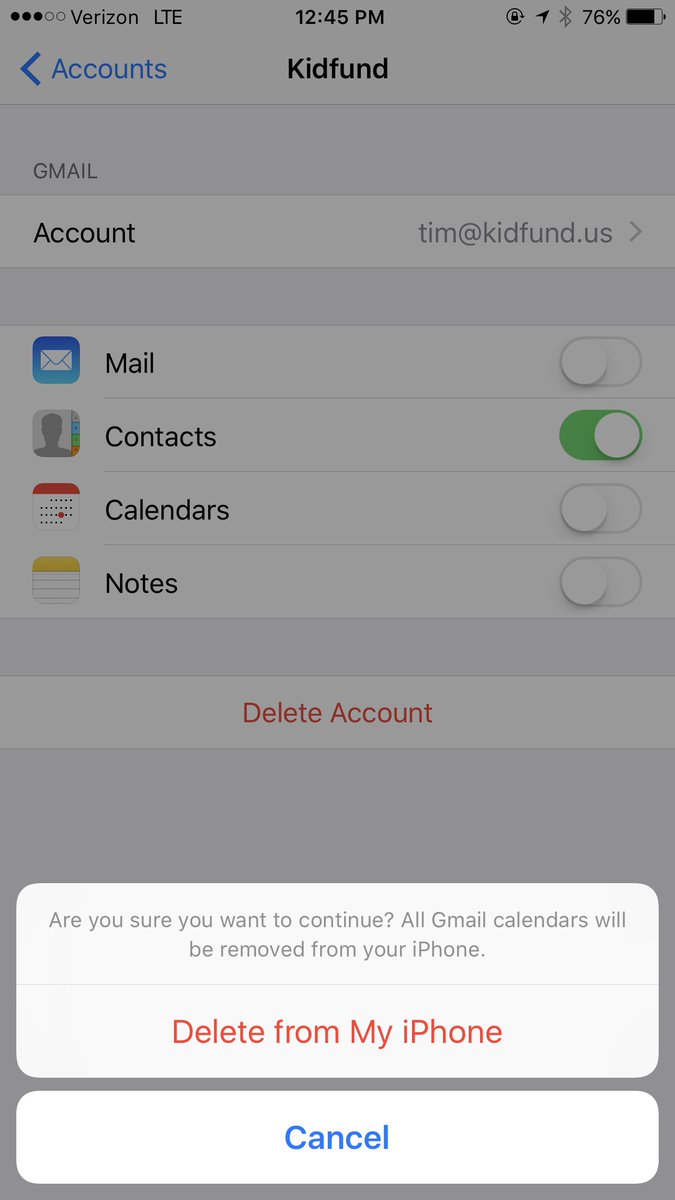 Verizon LTE 12:45 PM 76%
Accounts Kidfund
GMAIL
Account tim@kidfund.us
Mail
Contacts
Calendars
Notes
Delete Account
Are you sure you want to continue? All Gmail calendars will
be removed from your iPhone.
Delete from My iPhone
Cancel